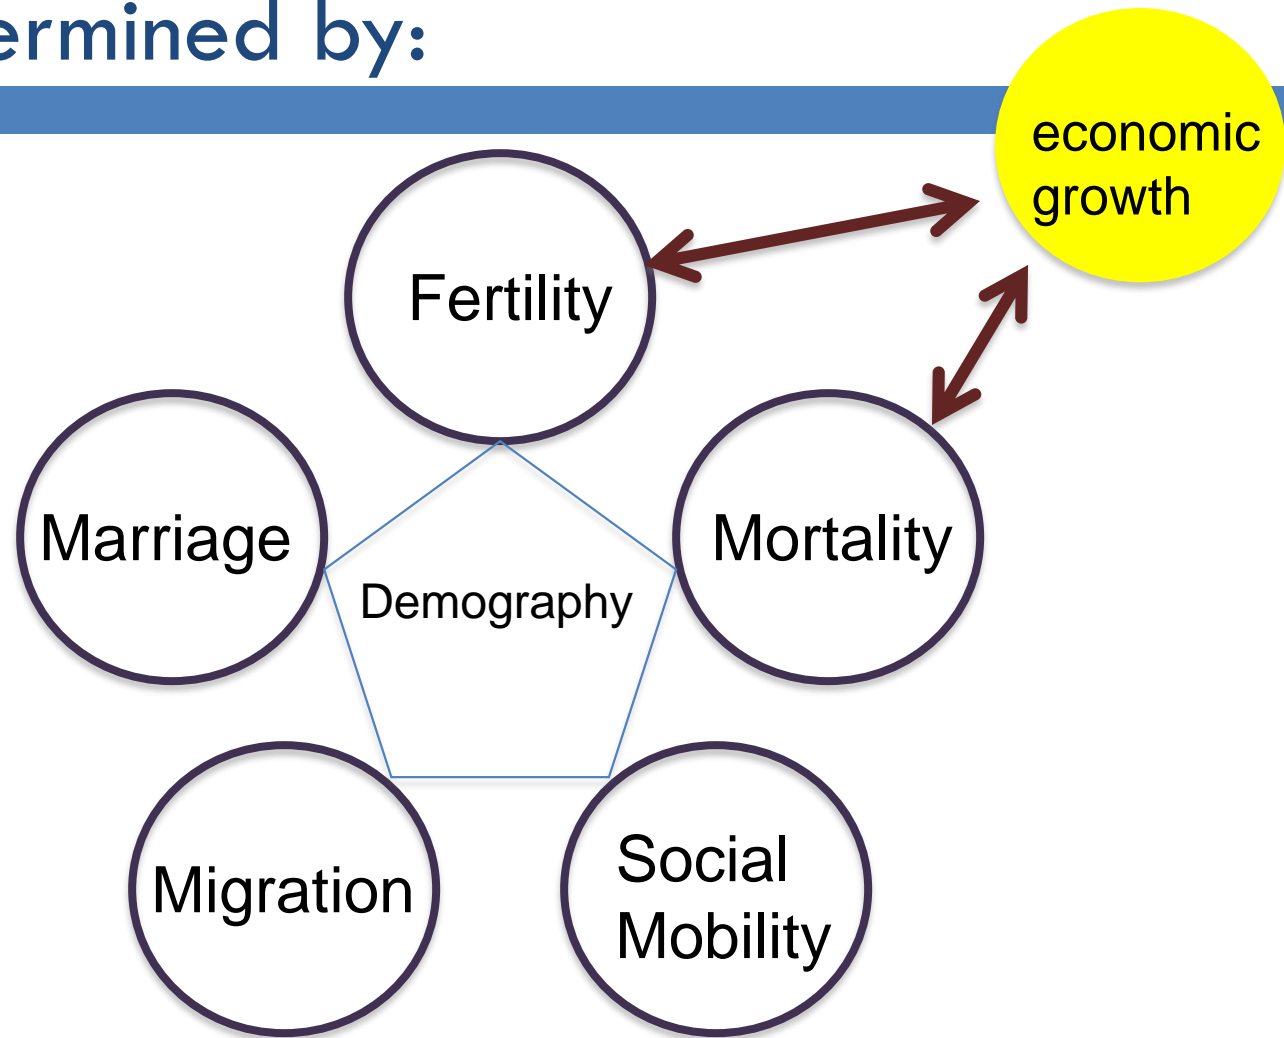 ermined by:
economic
growth
Fertility
Marriage
Mortality
Demography
Migration
Social
Mobility